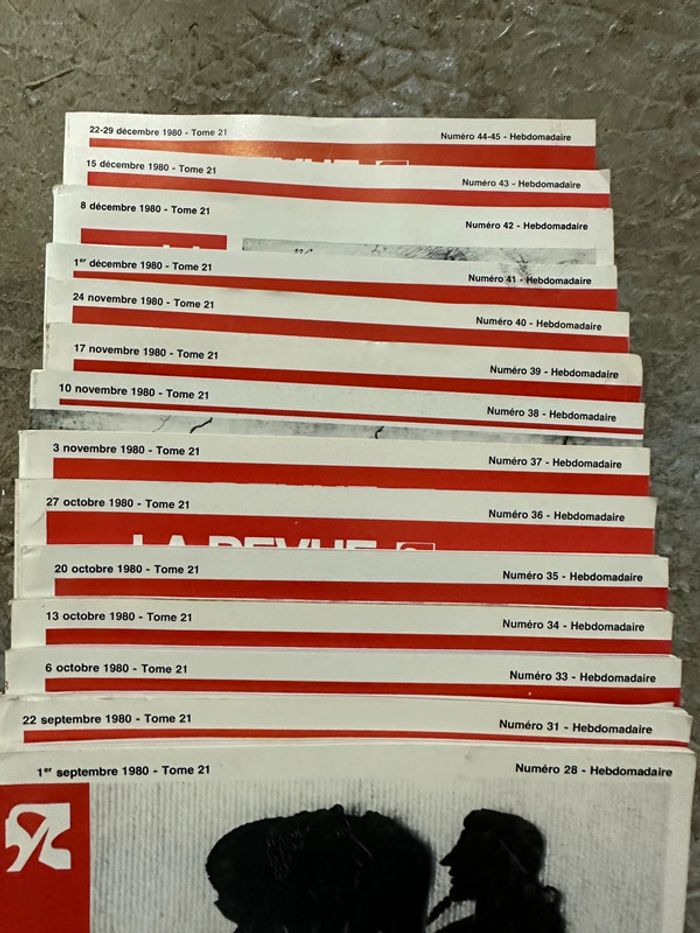 22-29 décembre 1980 - Tome 21 Numéro 44-45 - Hebdomadaire
15 décembre 1980 - Tome 21 Numéro 43 - Hebdomadaire
8 décembre 1980 - Tome 21 Numéro 42 - Hebdomadaire
1er décembre 1980 - Tome 21 Numéro 41 - Hebdomadaire
24 novembre 1980 - Tome 21 Numéro 40 - Hebdomadaire
17 novembre 1980 - Tome 21 Numéro 39 - Hebdomadaire
10 novembre 1980 - Tome 21 Numéro 38 - Hebdomadaire
3 novembre 1980 - Tome 21 Numéro 37 - Hebdomadaire
27 octobre 1980 - Tome 21 Numéro 36 - Hebdomadaire
LA REVUE
20 octobre 1980 - Tome 21 Numéro 35 - Hebdomadaire
13 octobre 1980 - Tome 21 Numéro 34 - Hebdomadaire
6 octobre 1980 - Tome 21 Numéro 33 - Hebdomadaire
22 septembre 1980 - Tome 21 Numéro 31 - Hebdomadaire
1er septembre 1980 - Tome 21 Numéro 28 - Hebdomadaire